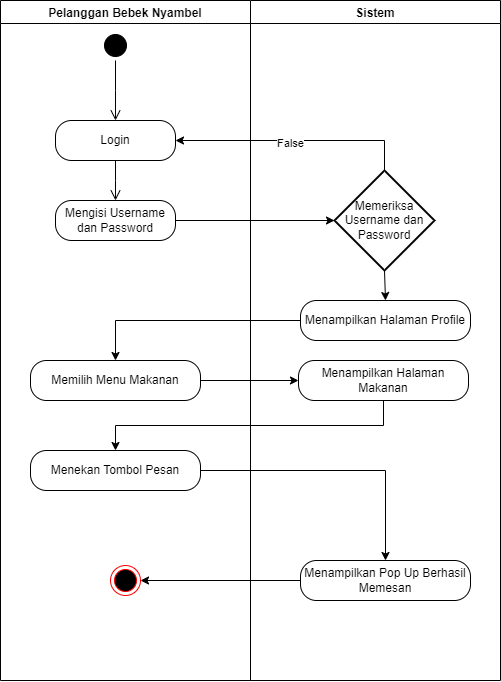 Pelanggan Bebek Nyambel
Sistem
Login
False
Mengisi Username
dan Password
Memeriksa
Username dan
Password
Menampilkan Halaman Profile
Memilih Menu Makanan
Menampilkan Halaman
Makanan
Menekan Tombol Pesan
Menampilkan Pop Up Berhasil
Memesan